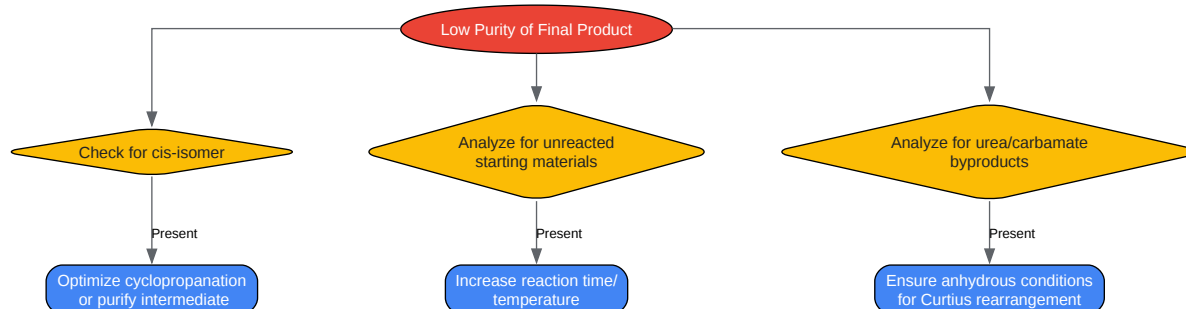 Low Purity of Final Product
Check for cis-isomer
Analyze for unreacted
starting materials
Analyze for urea/carbamate
byproducts
Present
Present
Present
Optimize cyclopropanation
or purify intermediate
Increase reaction time/
temperature
Ensure anhydrous conditions
for Curtius rearrangement